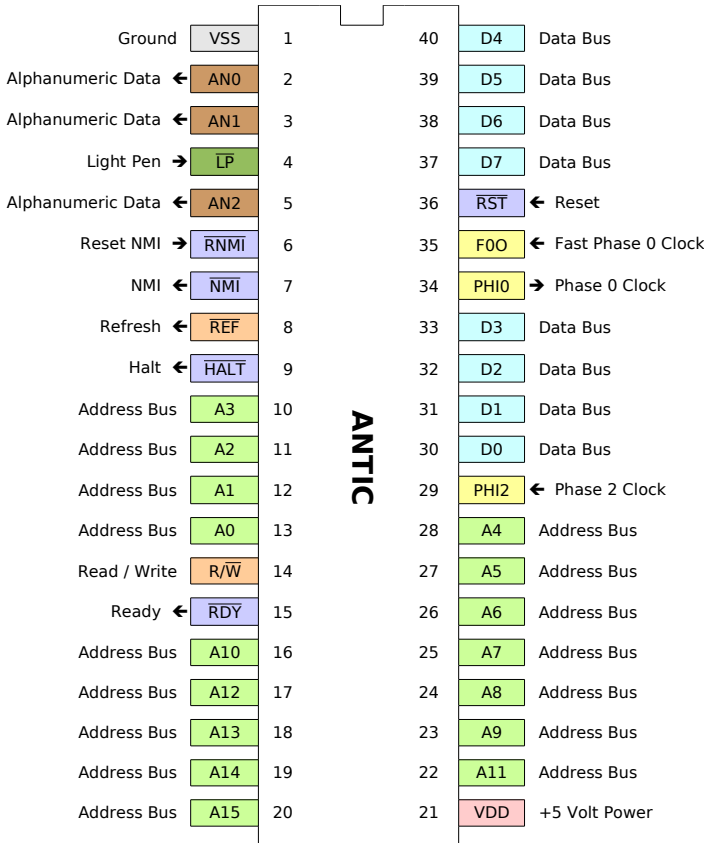 Ground VSS 1 40 D4 Data Bus
Alphanumeric Data ← AN0 2 39 D5 Data Bus
Alphanumeric Data ← AN1 3 38 D6 Data Bus
Light Pen → L̅P̅ 4 37 D7 Data Bus
Alphanumeric Data ← AN2 5 36 R̅S̅T̅ ← Reset
Reset NMI → R̅N̅M̅I̅ 6 35 F0O ← Fast Phase 0 Clock
NMI ← N̅M̅I̅ 7 34 PHI0 → Phase 0 Clock
Refresh ← R̅E̅F̅ 8 33 D3 Data Bus
Halt ← H̅A̅L̅T̅ 9 32 D2 Data Bus
Address Bus A3 10 31 D1 Data Bus
Address Bus A2 11 30 D0 Data Bus
Address Bus A1 12 29 PHI2 ← Phase 2 Clock
Address Bus A0 13 28 A4 Address Bus
Read / Write R/W̅ 14 27 A5 Address Bus
Ready ← R̅D̅Y̅ 15 26 A6 Address Bus
Address Bus A10 16 25 A7 Address Bus
Address Bus A12 17 24 A8 Address Bus
Address Bus A13 18 23 A9 Address Bus
Address Bus A14 19 22 A11 Address Bus
Address Bus A15 20 21 VDD +5 Volt Power
ANTIC